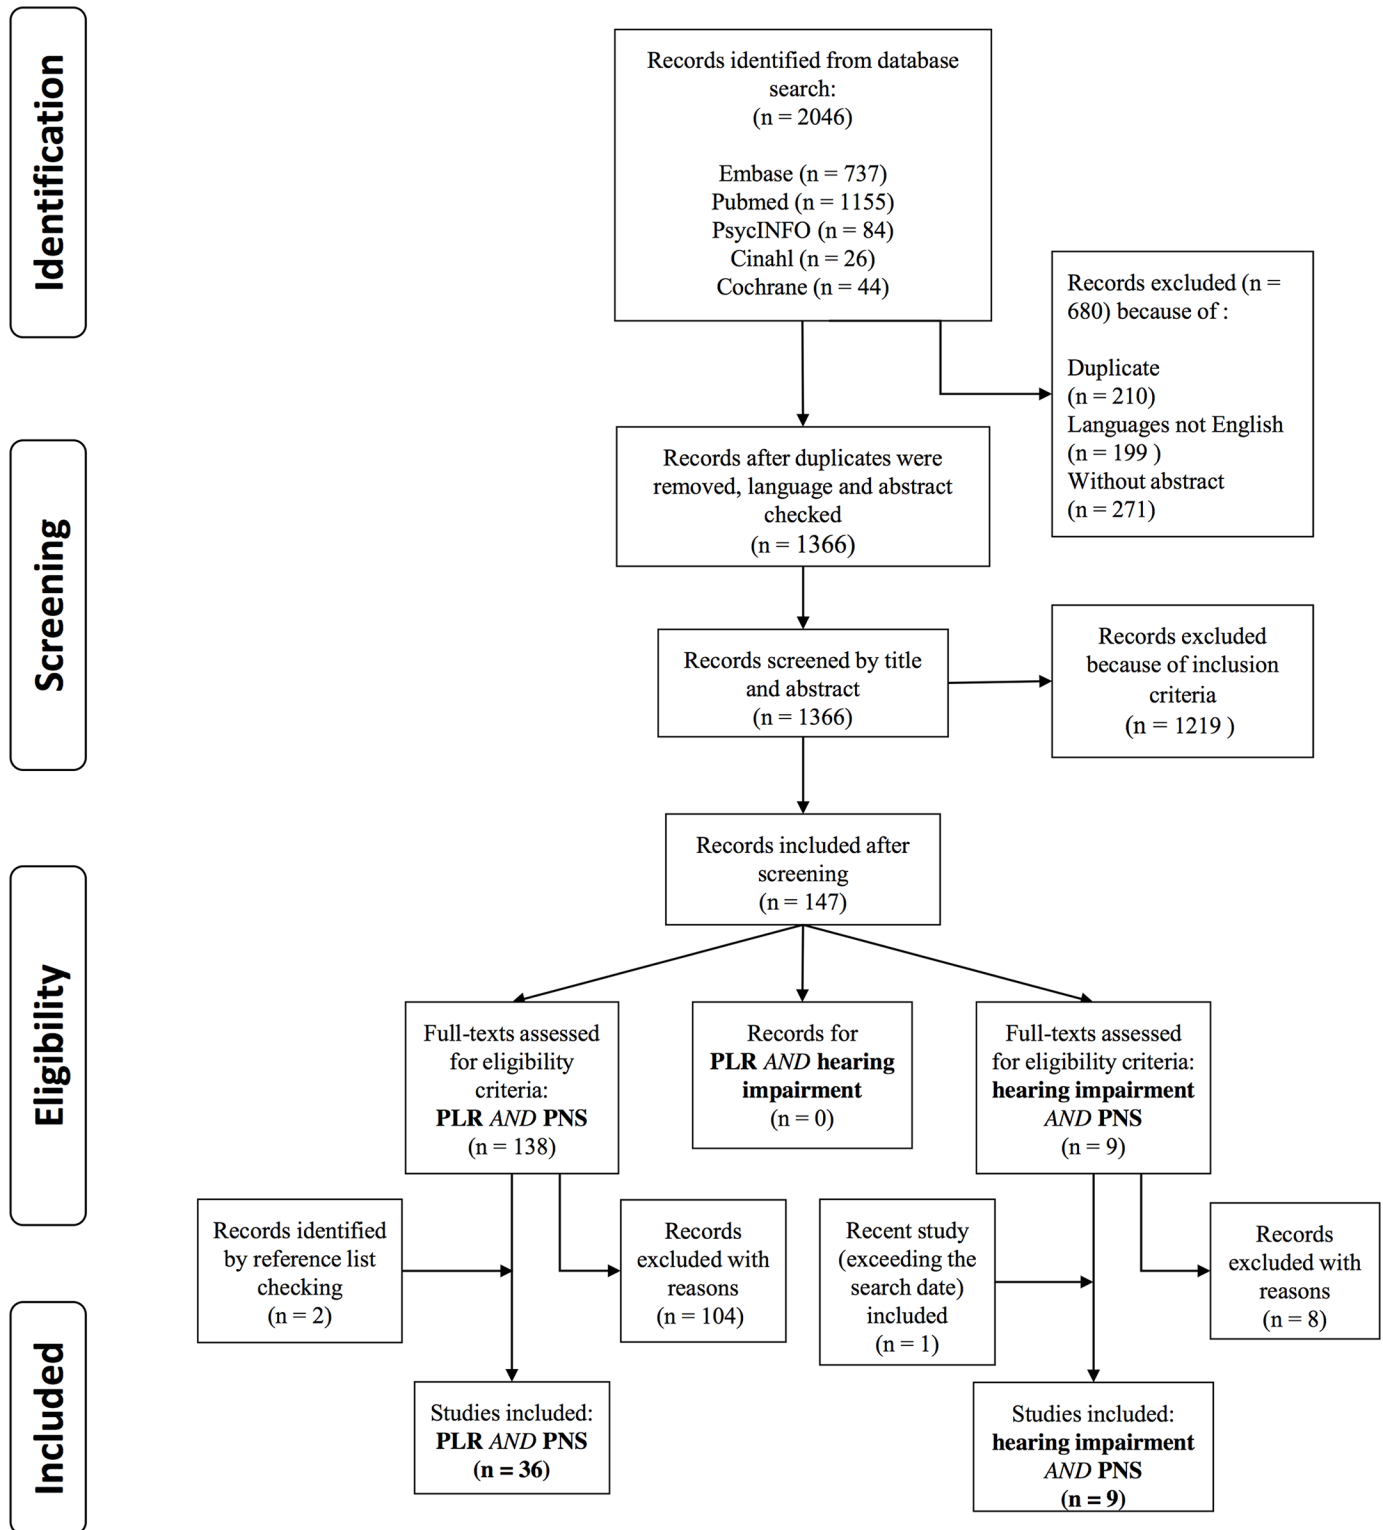 Identification
Records identified from database
search:
(n = 2046)
Embase (n = 737)
Pubmed (n = 1155)
PsycINFO (n = 84)
Cinahl (n = 26)
Cochrane (n = 44)
Records excluded (n =
680) because of :
Duplicate
(n = 210)
Languages not English
(n = 199 )
Without abstract
(n = 271)
Screening
Records after duplicates were
removed, language and abstract
checked
(n = 1366)
Records screened by title
and abstract
(n = 1366)
Records excluded
because of inclusion
criteria
(n = 1219 )
Eligibility
Records included after
screening
(n = 147)
Full-texts assessed
for eligibility
criteria:
PLR AND PNS
(n = 138)
Records for
PLR AND hearing
impairment
(n = 0)
Full-texts assessed
for eligibility criteria:
hearing impairment
AND PNS
(n = 9)
Records identified
by reference list
checking
(n = 2)
Records
excluded with
reasons
(n = 104)
Recent study
(exceeding the
search date)
included
(n = 1)
Records
excluded with
reasons
(n = 8)
Included
Studies included:
PLR AND PNS
(n = 36)
Studies included:
hearing impairment
AND PNS
(n = 9)